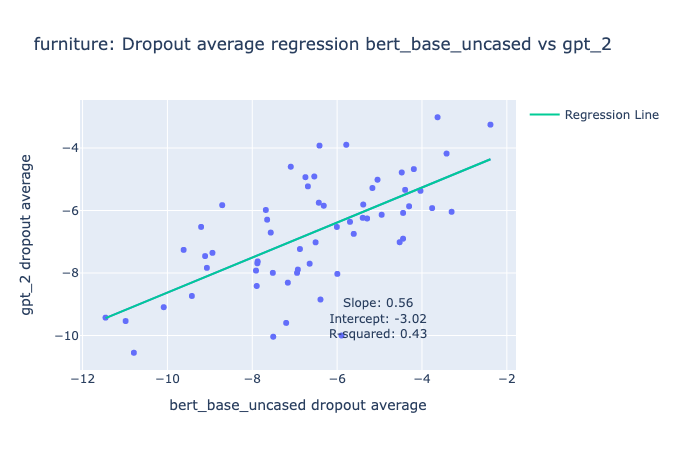 furniture: Dropout average regression bert_base_uncased vs gpt_2
Regression Line
gpt_2 dropout average
−4
−6
−8
−10
Slope: 0.56
Intercept: -3.02
R-squared: 0.43
−12
−10
−8
−6
−4
−2
bert_base_uncased dropout average